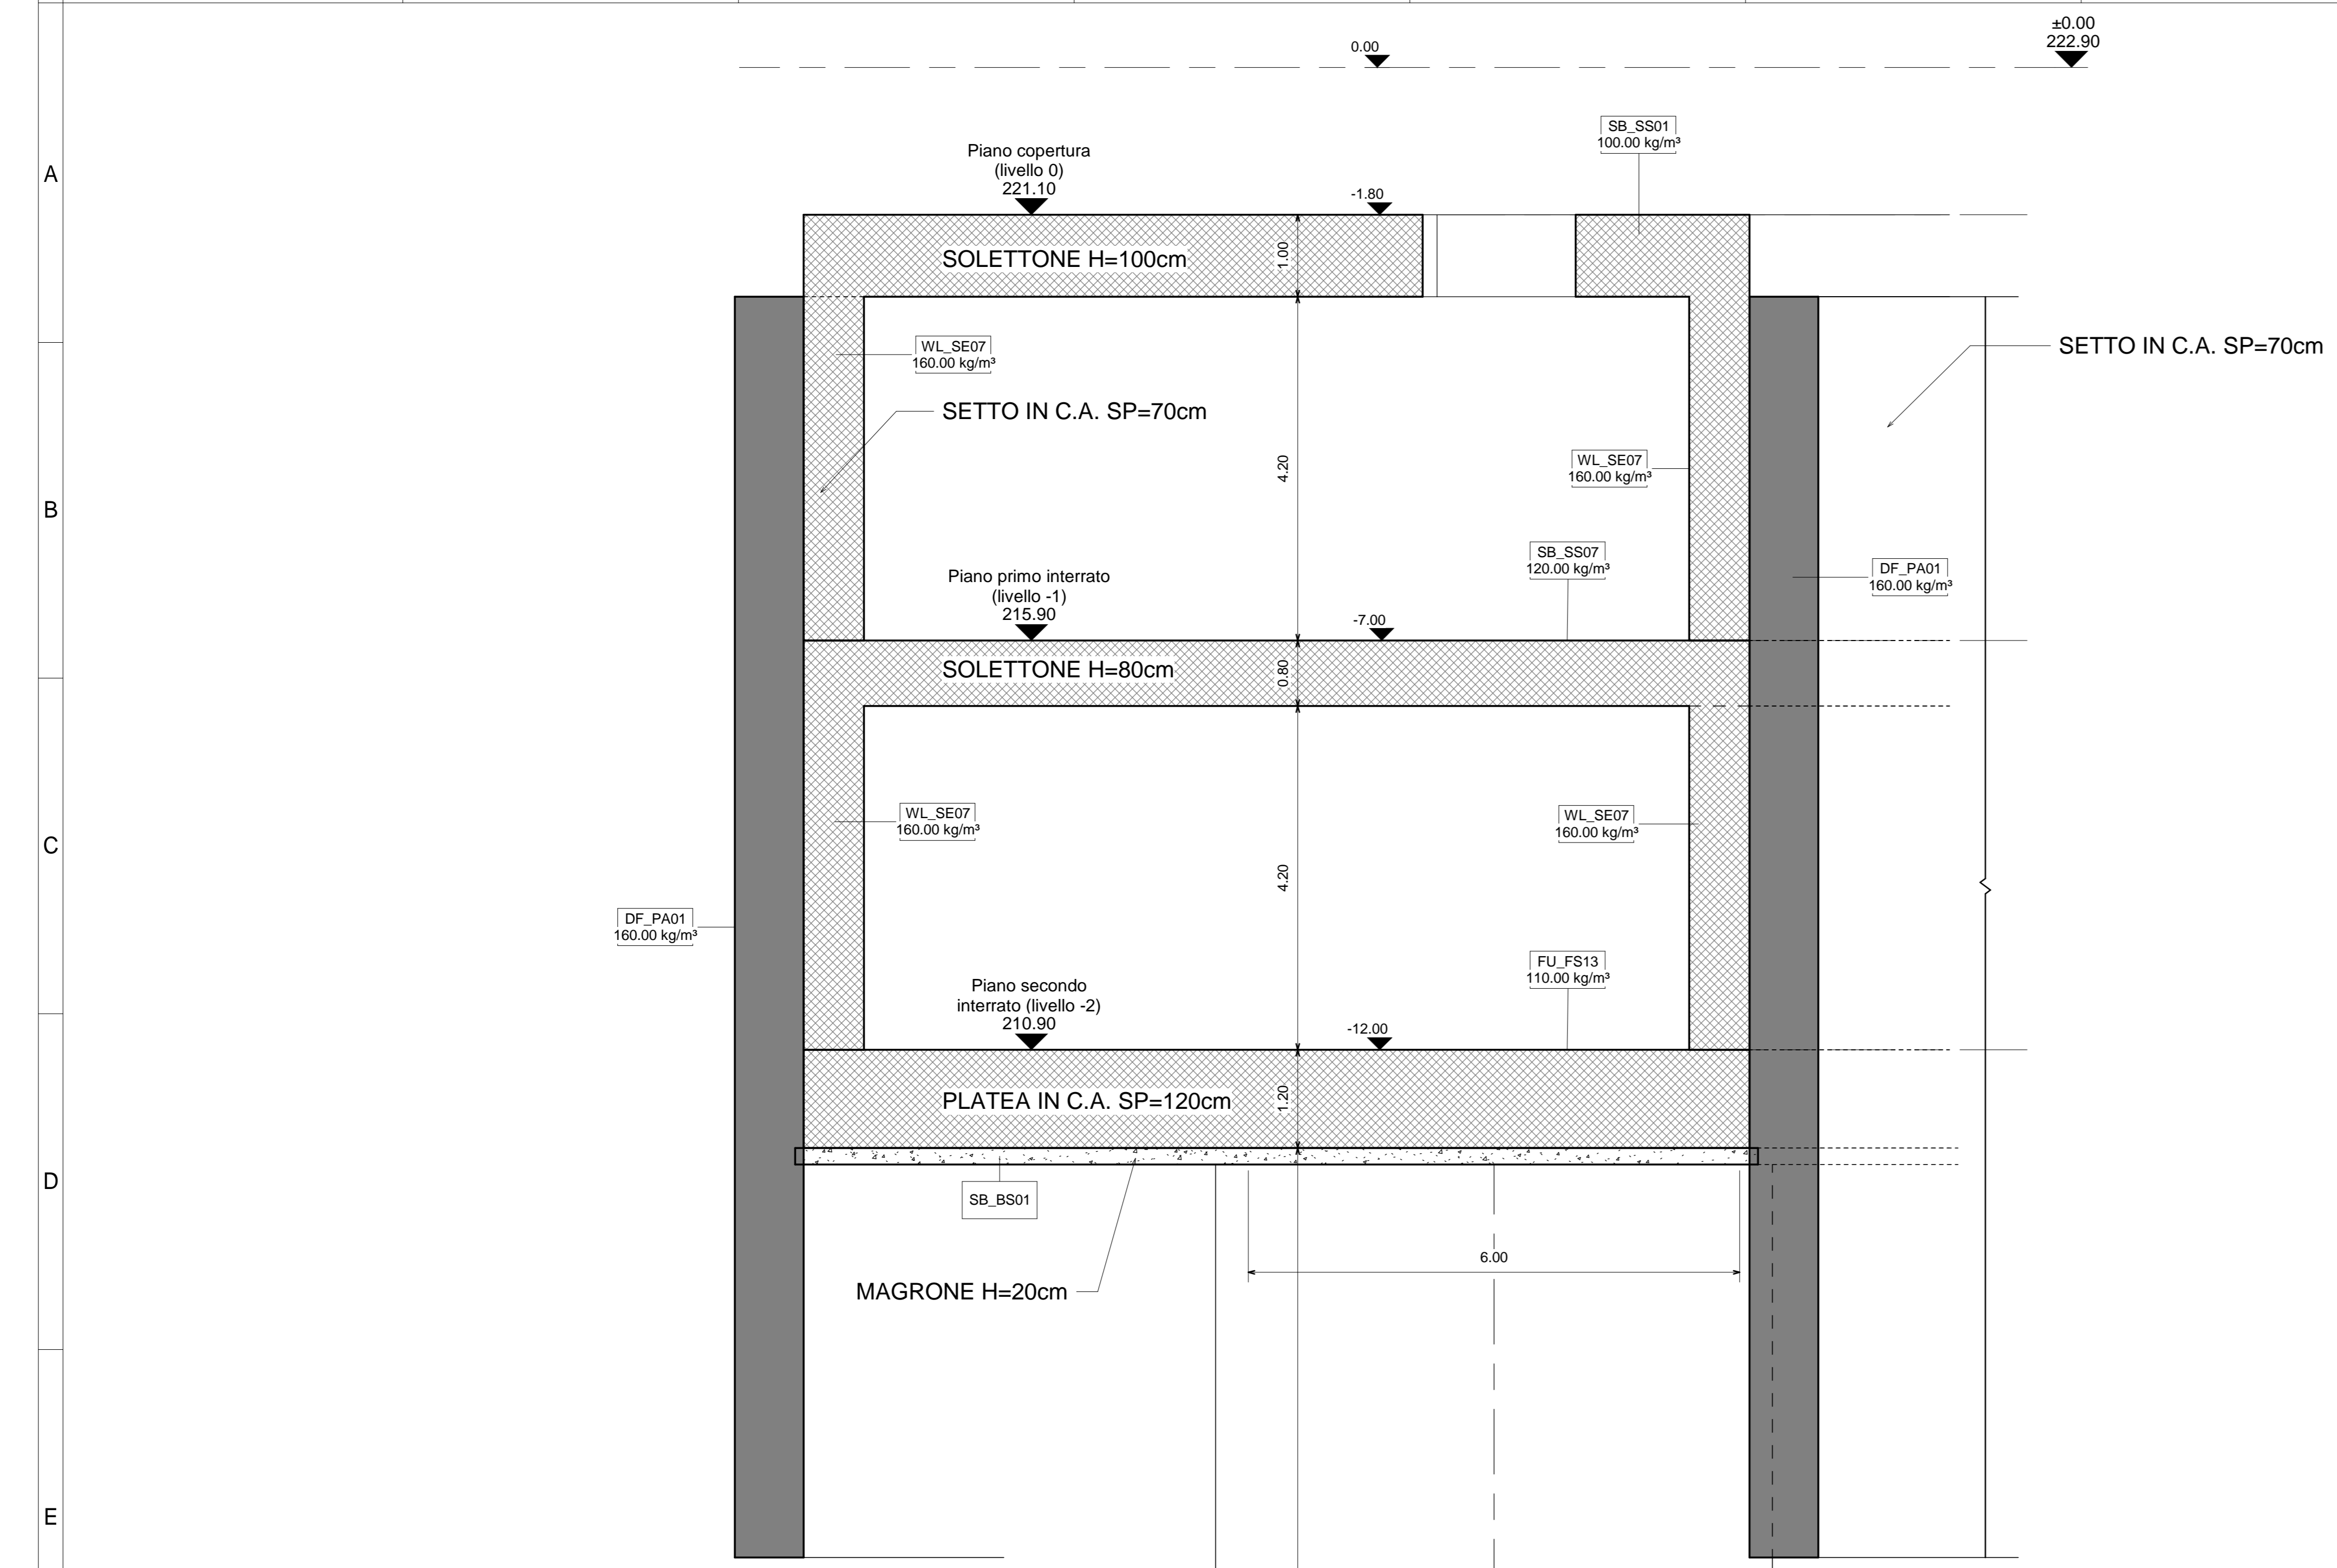 ±0.00
222.90
0.00
SB_SS01
100.00 kg/m³
A
Piano copertura
(livello 0)
221.10
-1.80
SOLETTONE H=100cm
1.00
WL_SE07
160.00 kg/m³
SETTO IN C.A. SP=70cm
SETTO IN C.A. SP=70cm
4.20
WL_SE07
160.00 kg/m³
B
SB_SS07
120.00 kg/m³
DF_PA01
160.00 kg/m³
Piano primo interrato
(livello -1)
215.90
-7.00
SOLETTONE H=80cm
0.80
WL_SE07
160.00 kg/m³
WL_SE07
160.00 kg/m³
C
4.20
DF_PA01
160.00 kg/m³
FU_FS13
110.00 kg/m³
Piano secondo
interrato (livello -2)
210.90
-12.00
PLATEA IN C.A. SP=120cm
1.20
D
SB_BS01
6.00
MAGRONE H=20cm
E